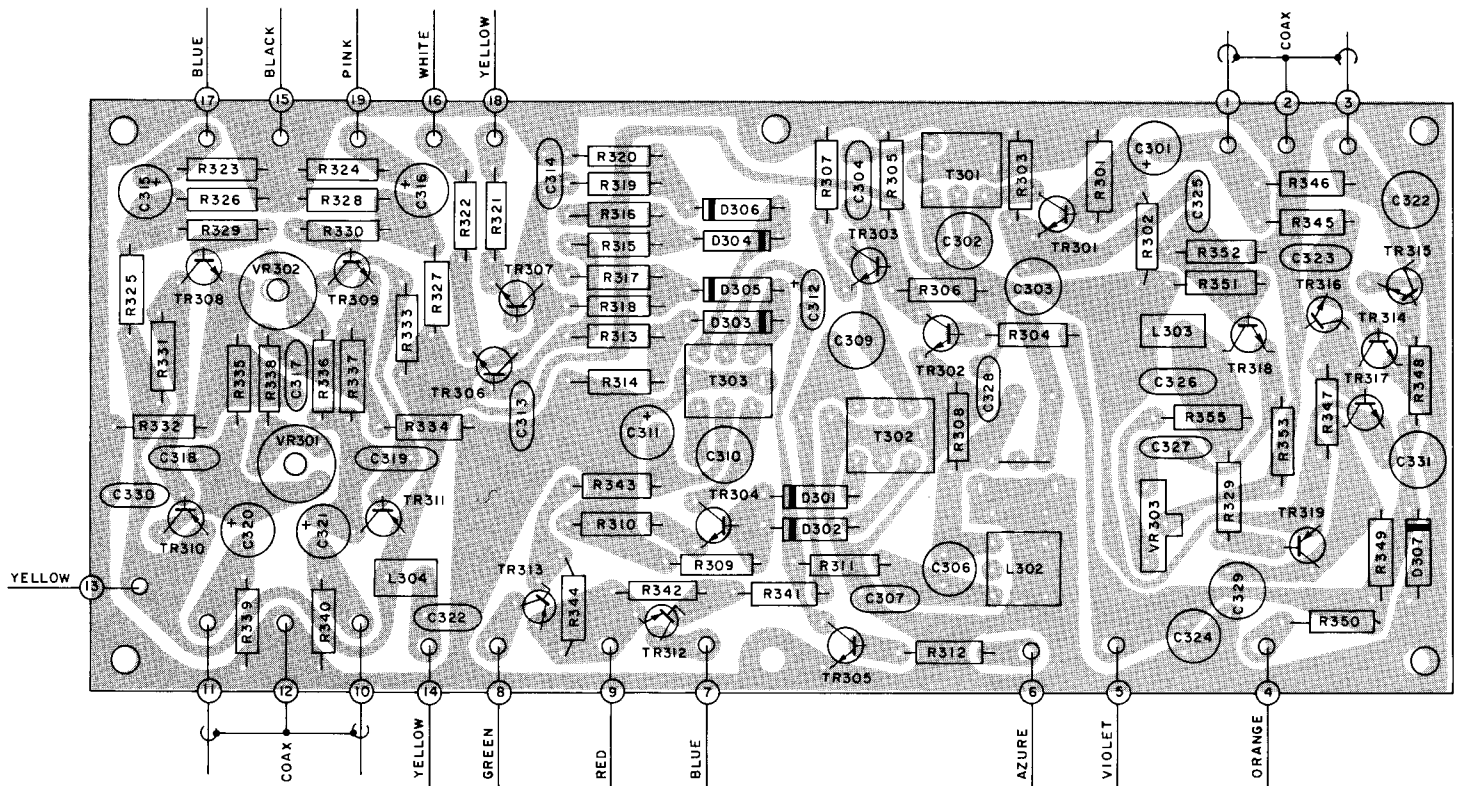 BLUE
BLACK
PINK
WHITE
YELLOW
COAX
17
15
19
16
18
1
2
3
R323
R324
C315
+
C316
+
R326
R328
R329
R330
R322
R321
C314
R320
R319
R316
R315
R317
R318
R313
R314
D306
D304
D305
D303
R307
C304
R305
T301
R303
R301
C301
+
C325
R302
R346
R345
C322
TR301
C302
TR303
R352
C323
TR315
R351
TR316
R325
TR308
VR302
TR309
R327
TR307
C312
+
R306
C303
R331
R333
TR314
C309
TR302
R304
L303
TR318
TR317
R348
R335
R338
C317
R336
R337
TR306
T303
C328
C326
R347
R332
R334
C313
C311
+
T302
R308
R355
R353
VR301
C318
C319
C310
C327
C331
C330
R343
TR304
D301
R329
TR310
C320
+
C321
+
TR311
R310
D302
VR303
TR319
R349
D307
YELLOW
13
L304
TR313
R309
R311
C306
L302
R344
R342
R341
C307
C329
R339
R340
C322
TR312
TR305
R312
C324
R350
11
12
10
14
8
9
7
6
5
4
COAX
YELLOW
GREEN
RED
BLUE
AZURE
VIOLET
ORANGE